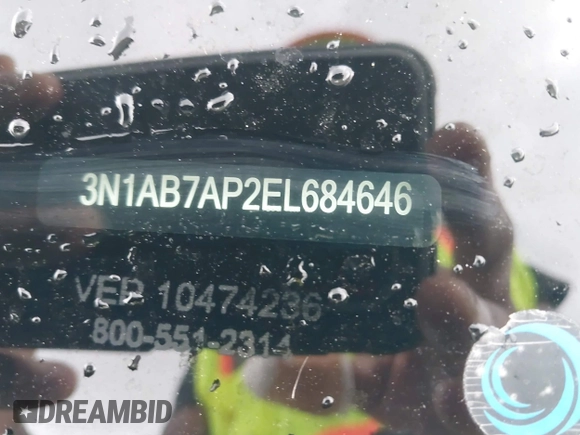 3N1AB7AP2EL684646
VER 10474236
800-551-2314
DREAMBID